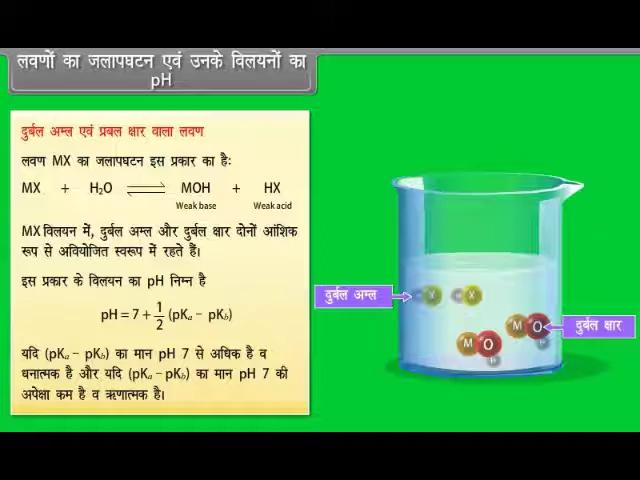 लवणों का जलापघटन एवं उनके विलयनों का
pH
दुर्बल अम्ल एवं प्रबल क्षार वाला लवण
लवण MX का जलापघटन इस प्रकार का है:
MX + H₂O ⇌ MOH + HX
Weak base Weak acid
MX विलयन में, दुर्बल अम्ल और दुर्बल क्षार दोनों आंशिक
रूप से अवियोजित स्वरूप में रहते हैं।
इस प्रकार के विलयन का pH निम्न है
pH = 7 + 1/2 (pKa − pKb)
यदि (pKa − pKb) का मान pH 7 से अधिक है व
धनात्मक है और यदि (pKa − pKb) का मान pH 7 की
अपेक्षा कम है व ऋणात्मक है।
दुर्बल अम्ल
X
X
M O
M O
H
दुर्बल क्षार